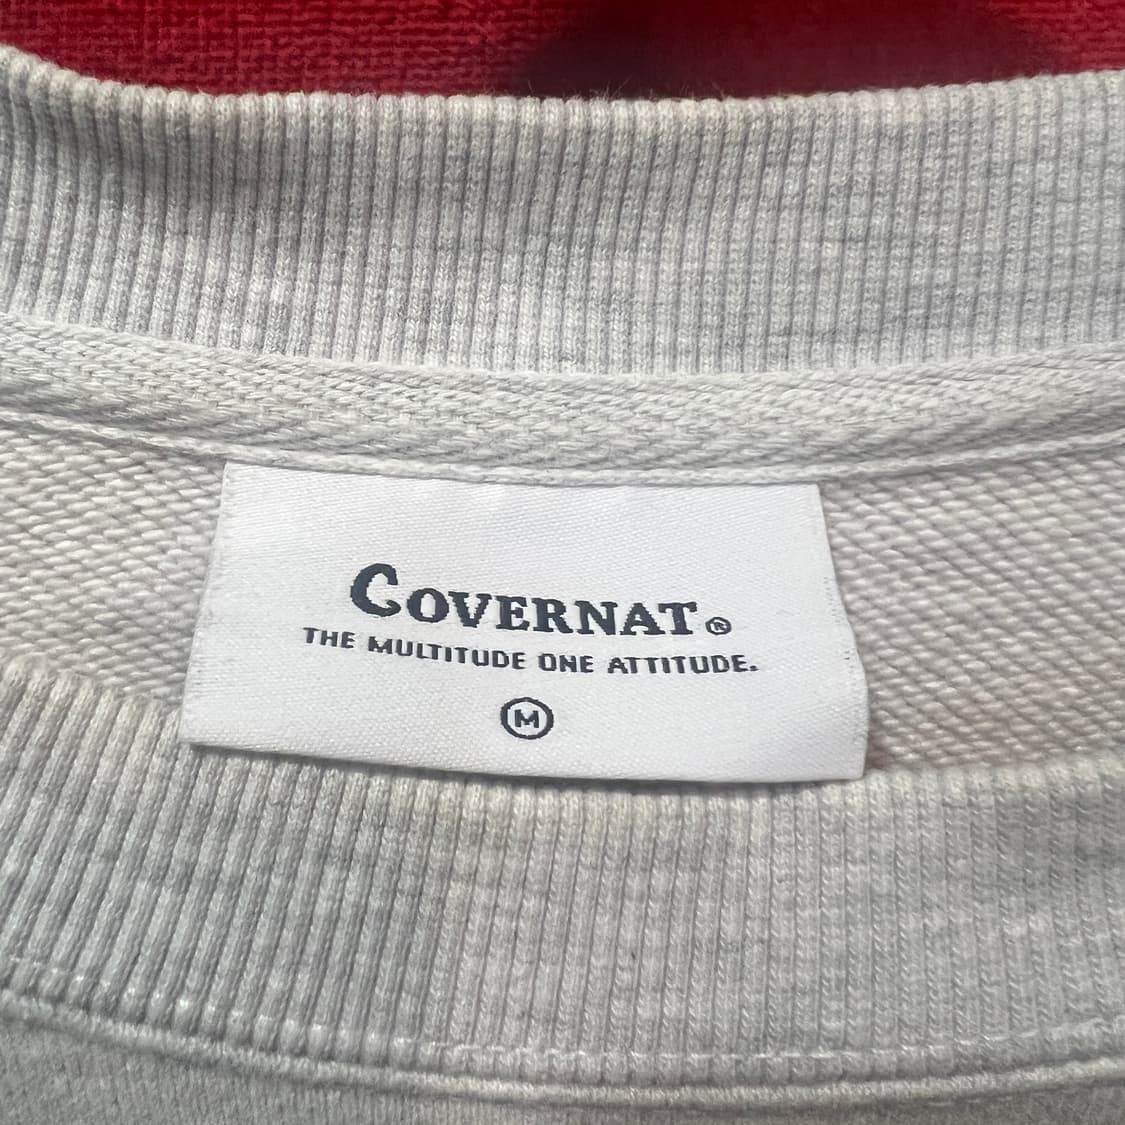 COVERNAT®
THE MULTITUDE ONE ATTITUDE.
M